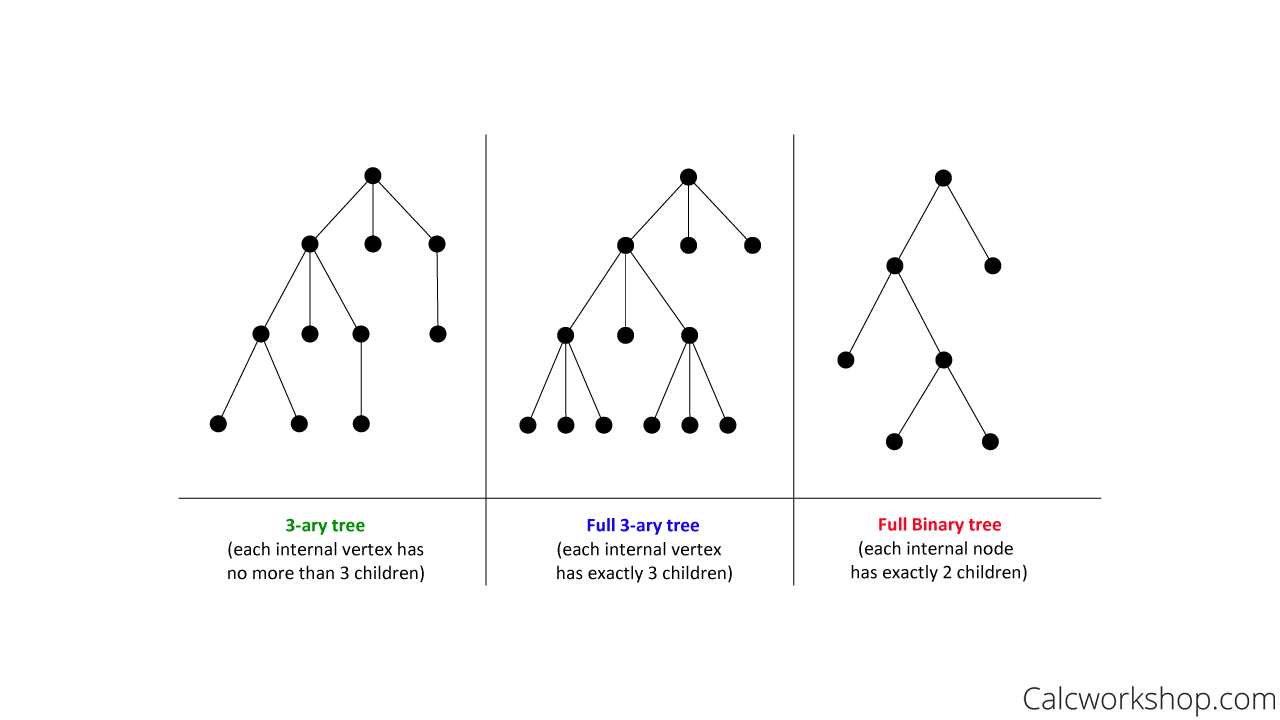 3-ary tree
(each internal vertex has
no more than 3 children)
Full 3-ary tree
(each internal vertex
has exactly 3 children)
Full Binary tree
(each internal node
has exactly 2 children)
Calcworkshop.com